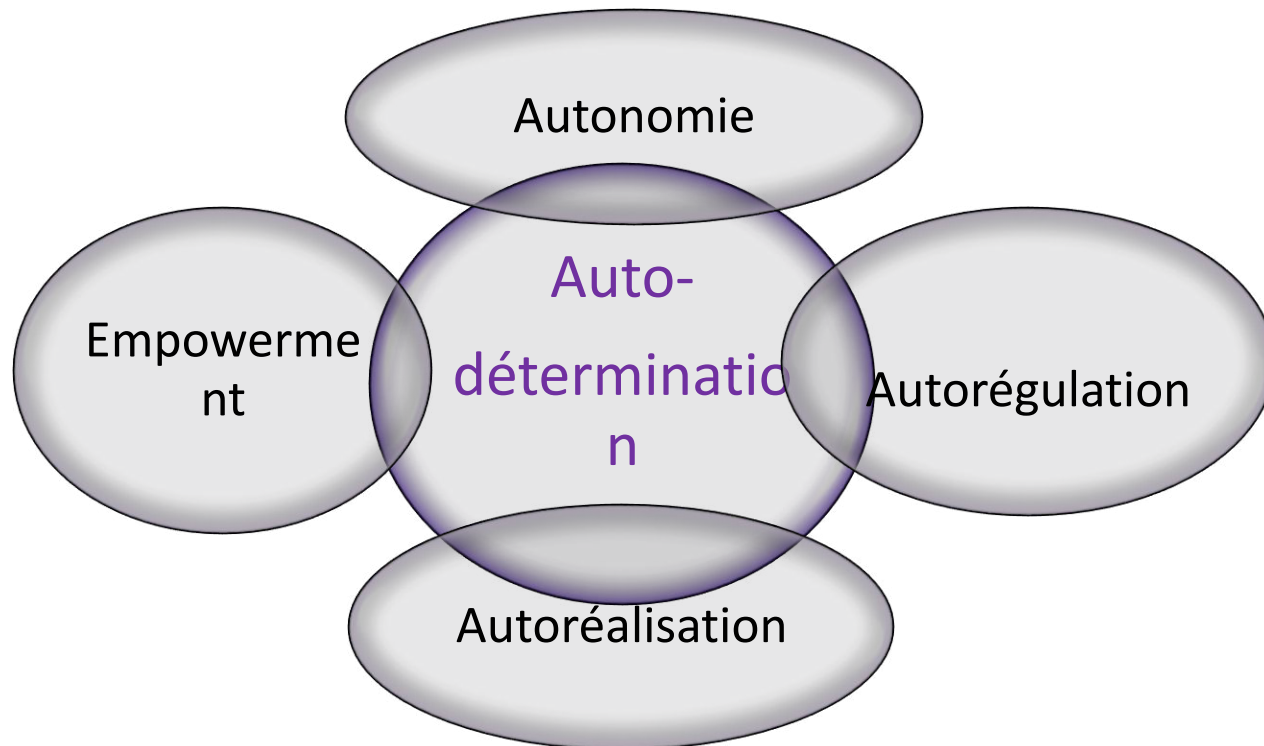 Autonomie
Auto-
déterminatio
n
Empowerme
nt
Autorégulation
Autoréalisation